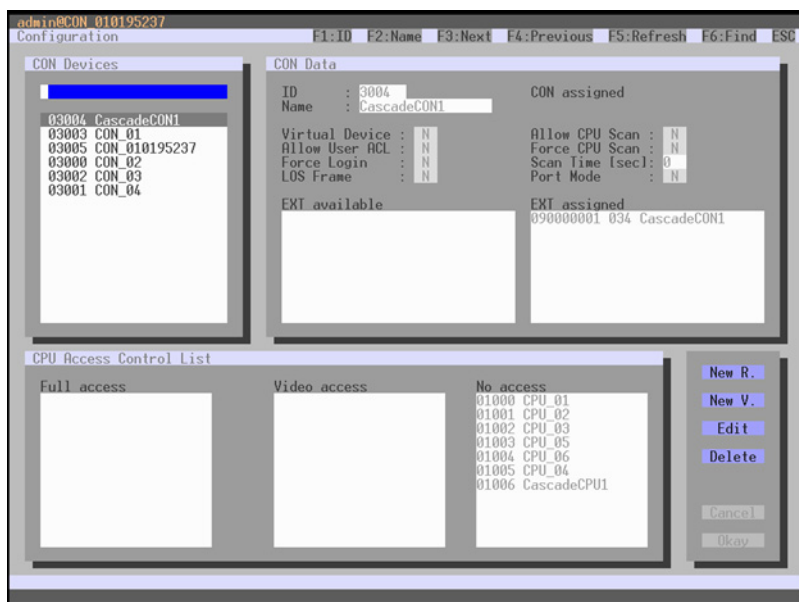 admin@CON_010195237
Configuration F1:ID F2:Name F3:Next F4:Previous F5:Refresh F6:Find ESC
CON Devices
03004 CascadeCON1
03003 CON_01
03005 CON_010195237
03000 CON_02
03002 CON_03
03001 CON_04
CON Data
ID : 3004 CON assigned
Name : CascadeCON1
Virtual Device : N Allow CPU Scan : N
Allow User ACL : N Force CPU Scan : N
Force Login : N Scan Time [sec]: 0
LOS Frame : N Port Mode : N
EXT available
EXT assigned
090000001 034 CascadeCON1
CPU Access Control List
Full access
Video access
No access
01000 CPU_01
01001 CPU_02
01002 CPU_03
01003 CPU_05
01004 CPU_06
01005 CPU_04
01006 CascadeCPU1
New R.
New V.
Edit
Delete
Cancel
Okay